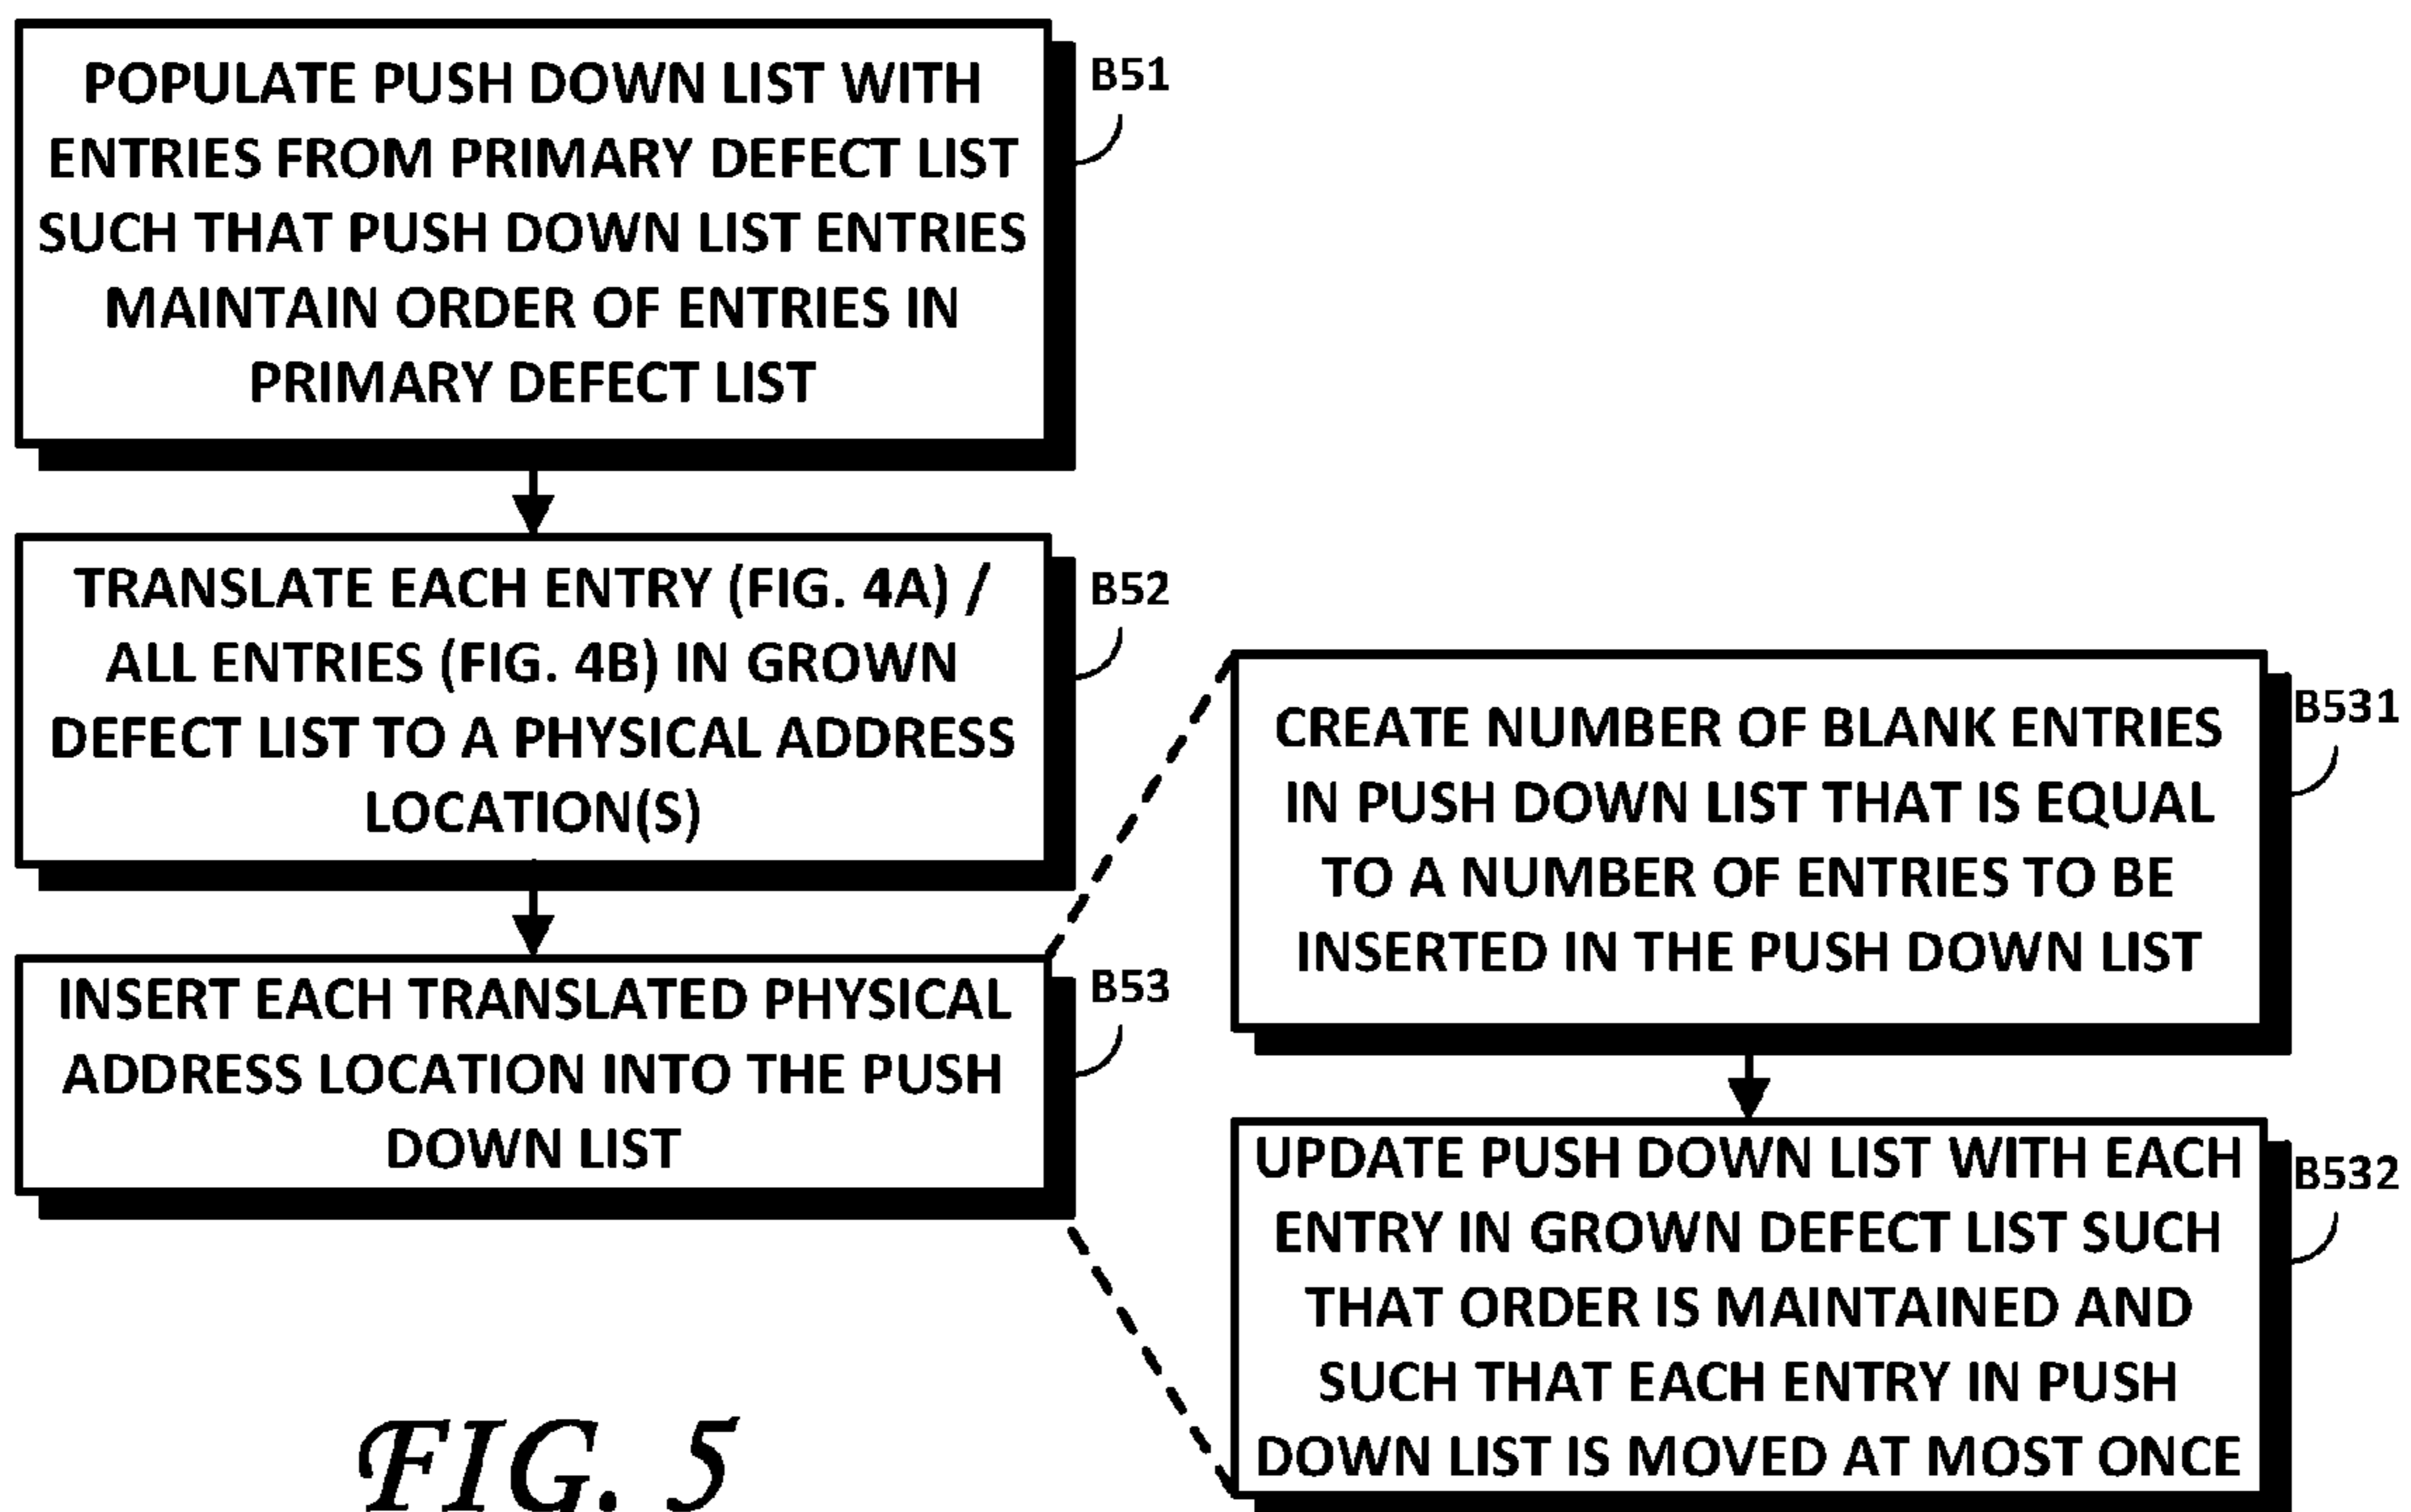 POPULATE PUSH DOWN LIST WITH
ENTRIES FROM PRIMARY DEFECT LIST
SUCH THAT PUSH DOWN LIST ENTRIES
MAINTAIN ORDER OF ENTRIES IN
PRIMARY DEFECT LIST
B51
TRANSLATE EACH ENTRY (FIG. 4A) /
ALL ENTRIES (FIG. 4B) IN GROWN
DEFECT LIST TO A PHYSICAL ADDRESS
LOCATION(S)
B52
INSERT EACH TRANSLATED PHYSICAL
ADDRESS LOCATION INTO THE PUSH
DOWN LIST
B53
CREATE NUMBER OF BLANK ENTRIES
IN PUSH DOWN LIST THAT IS EQUAL
TO A NUMBER OF ENTRIES TO BE
INSERTED IN THE PUSH DOWN LIST
B531
UPDATE PUSH DOWN LIST WITH EACH
ENTRY IN GROWN DEFECT LIST SUCH
THAT ORDER IS MAINTAINED AND
SUCH THAT EACH ENTRY IN PUSH
DOWN LIST IS MOVED AT MOST ONCE
B532
FIG. 5